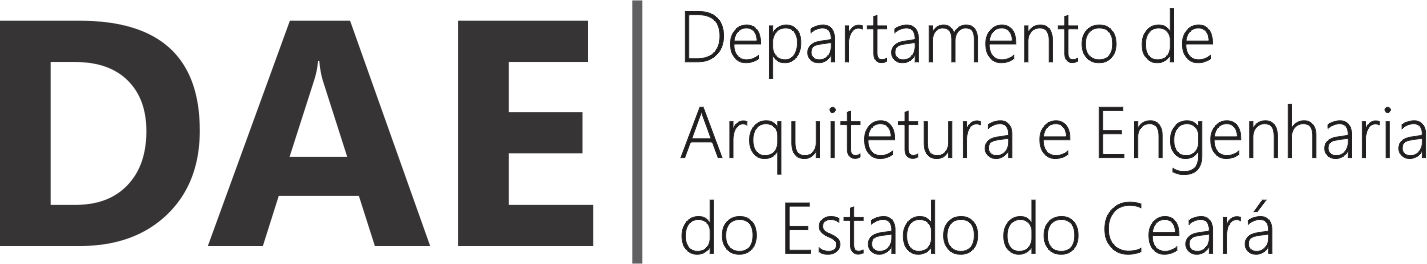 DAE
Departamento de
Arquitetura e Engenharia
do Estado do Ceará